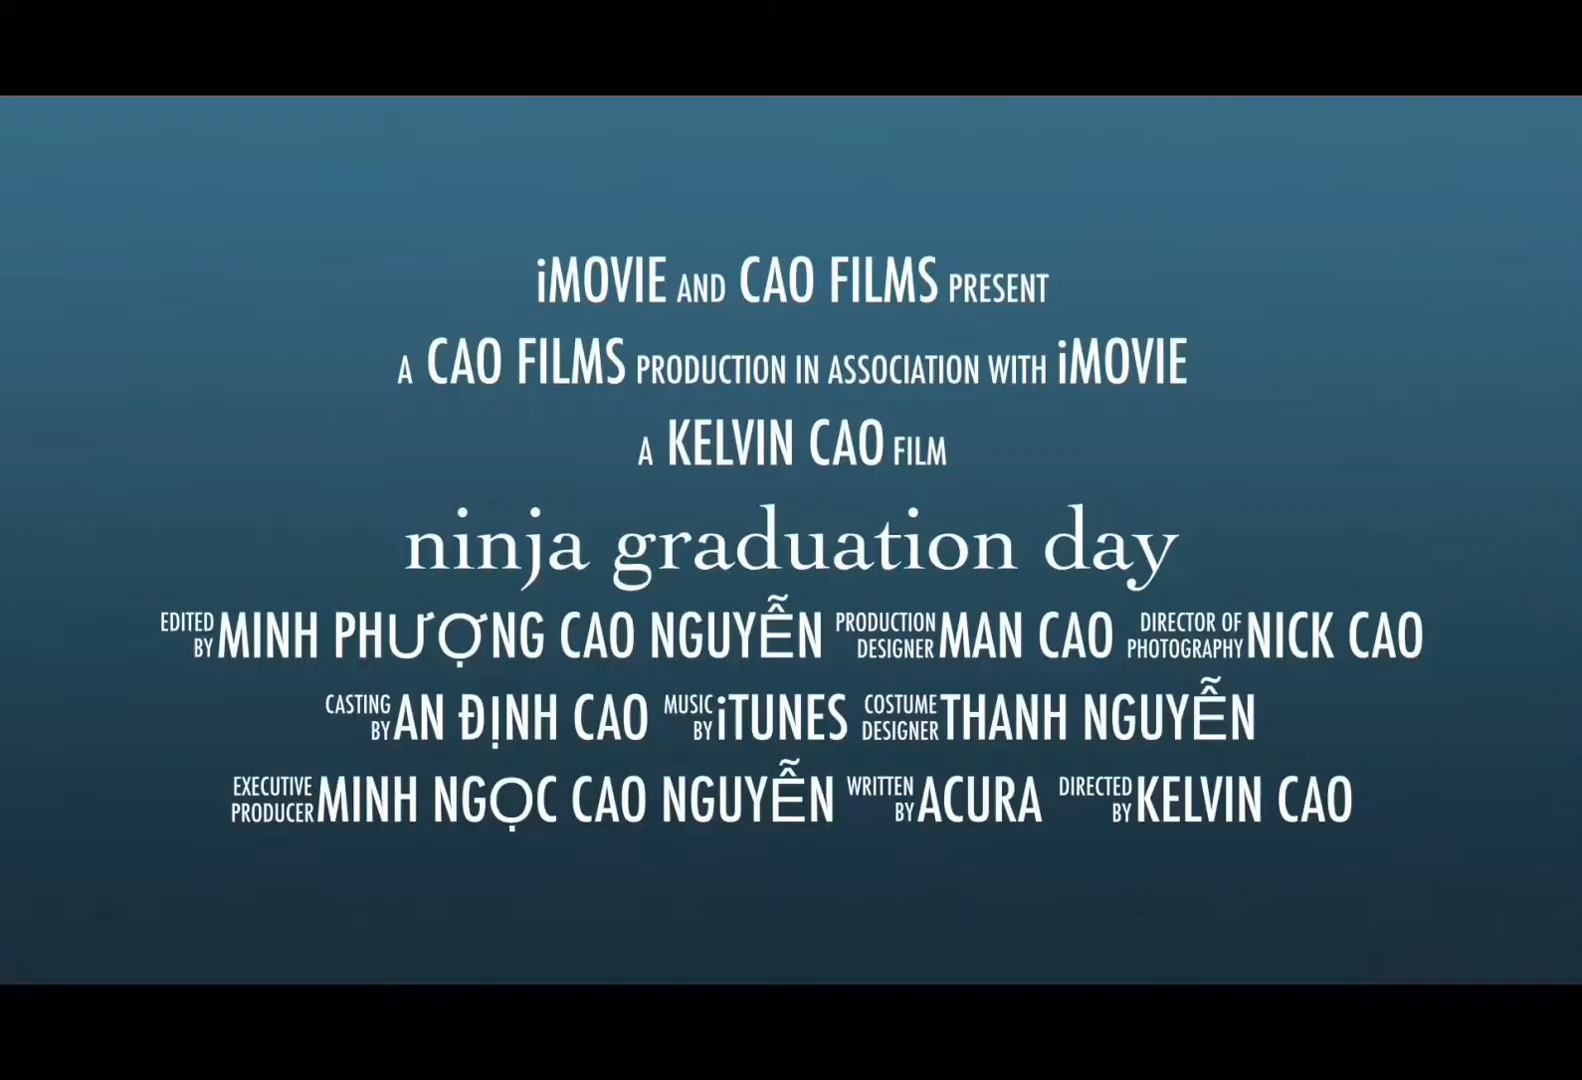 iMOVIE AND CAO FILMS PRESENT
A CAO FILMS PRODUCTION IN ASSOCIATION WITH iMOVIE
A KELVIN CAO FILM
ninja graduation day
EDITED BY MINH PHƯỢNG CAO NGUYỄN PRODUCTION DESIGNER MAN CAO DIRECTOR OF PHOTOGRAPHY NICK CAO
CASTING BY AN ĐỊNH CAO MUSIC BY iTUNES COSTUME DESIGNER THANH NGUYỄN
EXECUTIVE PRODUCER MINH NGỌC CAO NGUYỄN WRITTEN BY ACURA DIRECTED BY KELVIN CAO